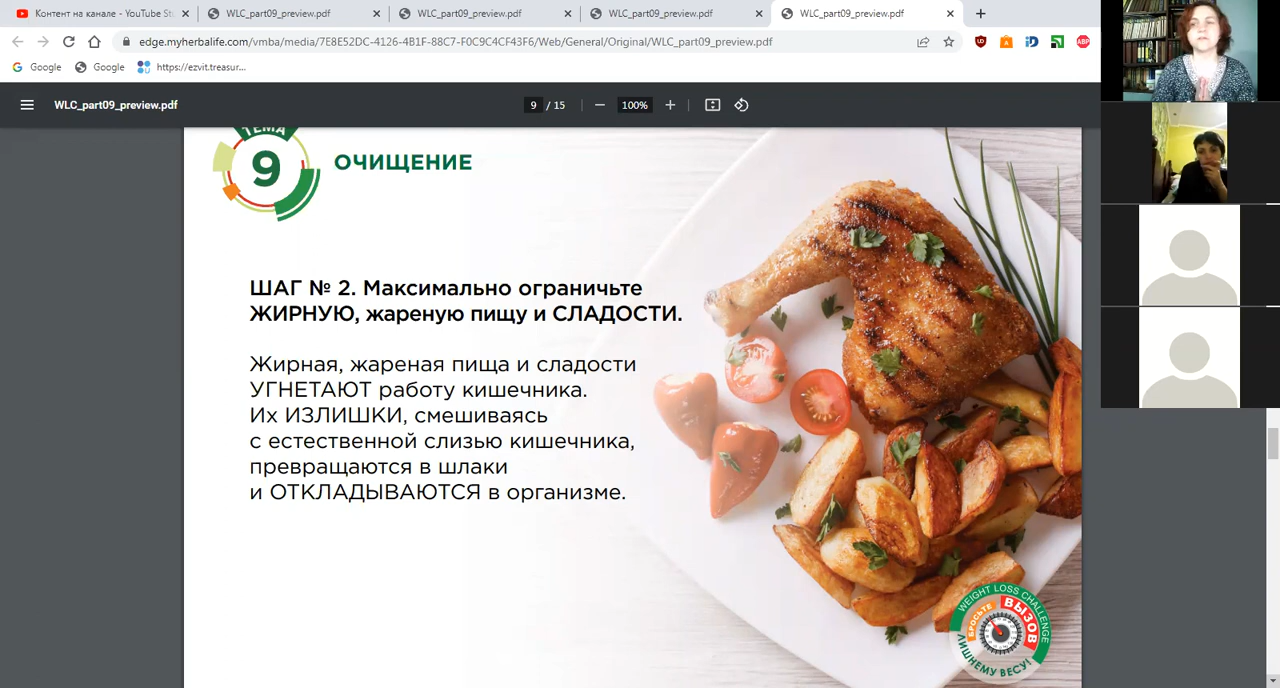 Контент на канале - YouTube St
WLC_part09_preview.pdf
WLC_part09_preview.pdf
WLC_part09_preview.pdf
WLC_part09_preview.pdf
edge.myherbalife.com/vmba/media/7E8E52DC-4126-4B1F-88C7-F0C9C4CF43F6/Web/General/Original/WLC_part09_preview.pdf
ABP
Google
Google
https://ezvit.treasur...
WLC_part09_preview.pdf
9 / 15
100%
ТЕМА
9
ОЧИЩЕНИЕ
ШАГ № 2. Максимально ограничьте
ЖИРНУЮ, жареную пищу и СЛАДОСТИ.
Жирная, жареная пища и сладости
УГНЕТАЮТ работу кишечника.
Их ИЗЛИШКИ, смешиваясь
с естественной слизью кишечника,
превращаются в шлаки
и ОТКЛАДЫВАЮТСЯ в организме.
WEIGHT LOSS CHALLENGE
БРОСЬТЕ
ВЫЗОВ
ЛИШНЕМУ ВЕСУ!